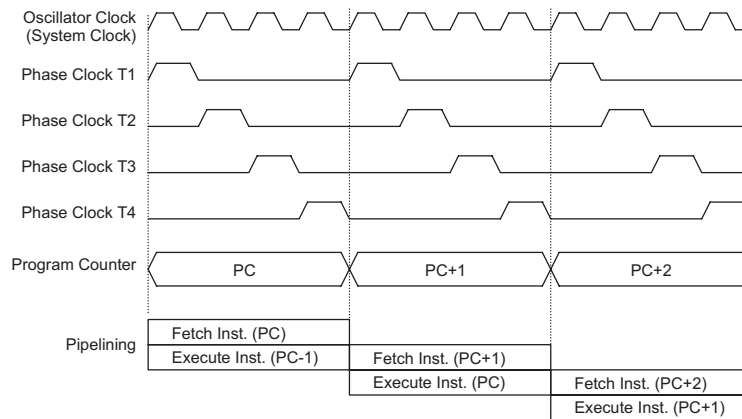 Oscillator Clock
(System Clock)
Phase Clock T1
Phase Clock T2
Phase Clock T3
Phase Clock T4
Program Counter
PC
PC+1
PC+2
Pipelining
Fetch Inst. (PC)
Execute Inst. (PC-1)
Fetch Inst. (PC+1)
Execute Inst. (PC)
Fetch Inst. (PC+2)
Execute Inst. (PC+1)